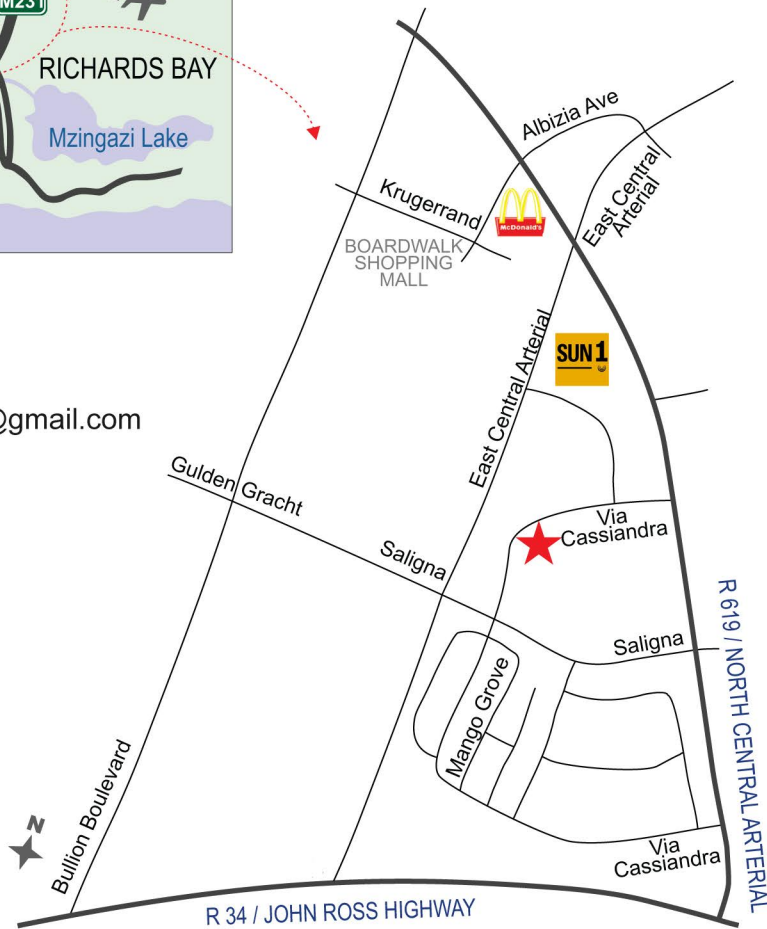 M231
RICHARDS BAY
Mzingazi Lake
Albizia Ave
Krugerrand
McDonald's
East Central
Arterial
BOARDWALK
SHOPPING
MALL
East Central Arterial
SUN1
@gmail.com
Gulden Gracht
Via
Cassiandra
Saligna
R 619 / NORTH CENTRAL ARTERIAL
Saligna
Mango Grove
Bullion Boulevard
N
Via
Cassiandra
R 34 / JOHN ROSS HIGHWAY